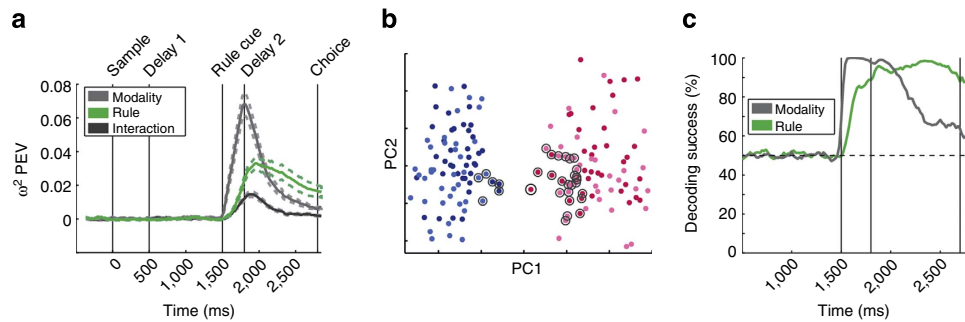 a
Sample
Delay 1
Rule cue
Delay 2
Choice
0.08
0.06
0.04
0.02
0
ω² PEV
Modality
Rule
Interaction
0
500
1,000
1,500
2,000
2,500
Time (ms)
b
PC2
PC1
c
Decoding success (%)
100
80
60
40
20
0
Modality
Rule
1,000
1,500
2,000
2,500
Time (ms)